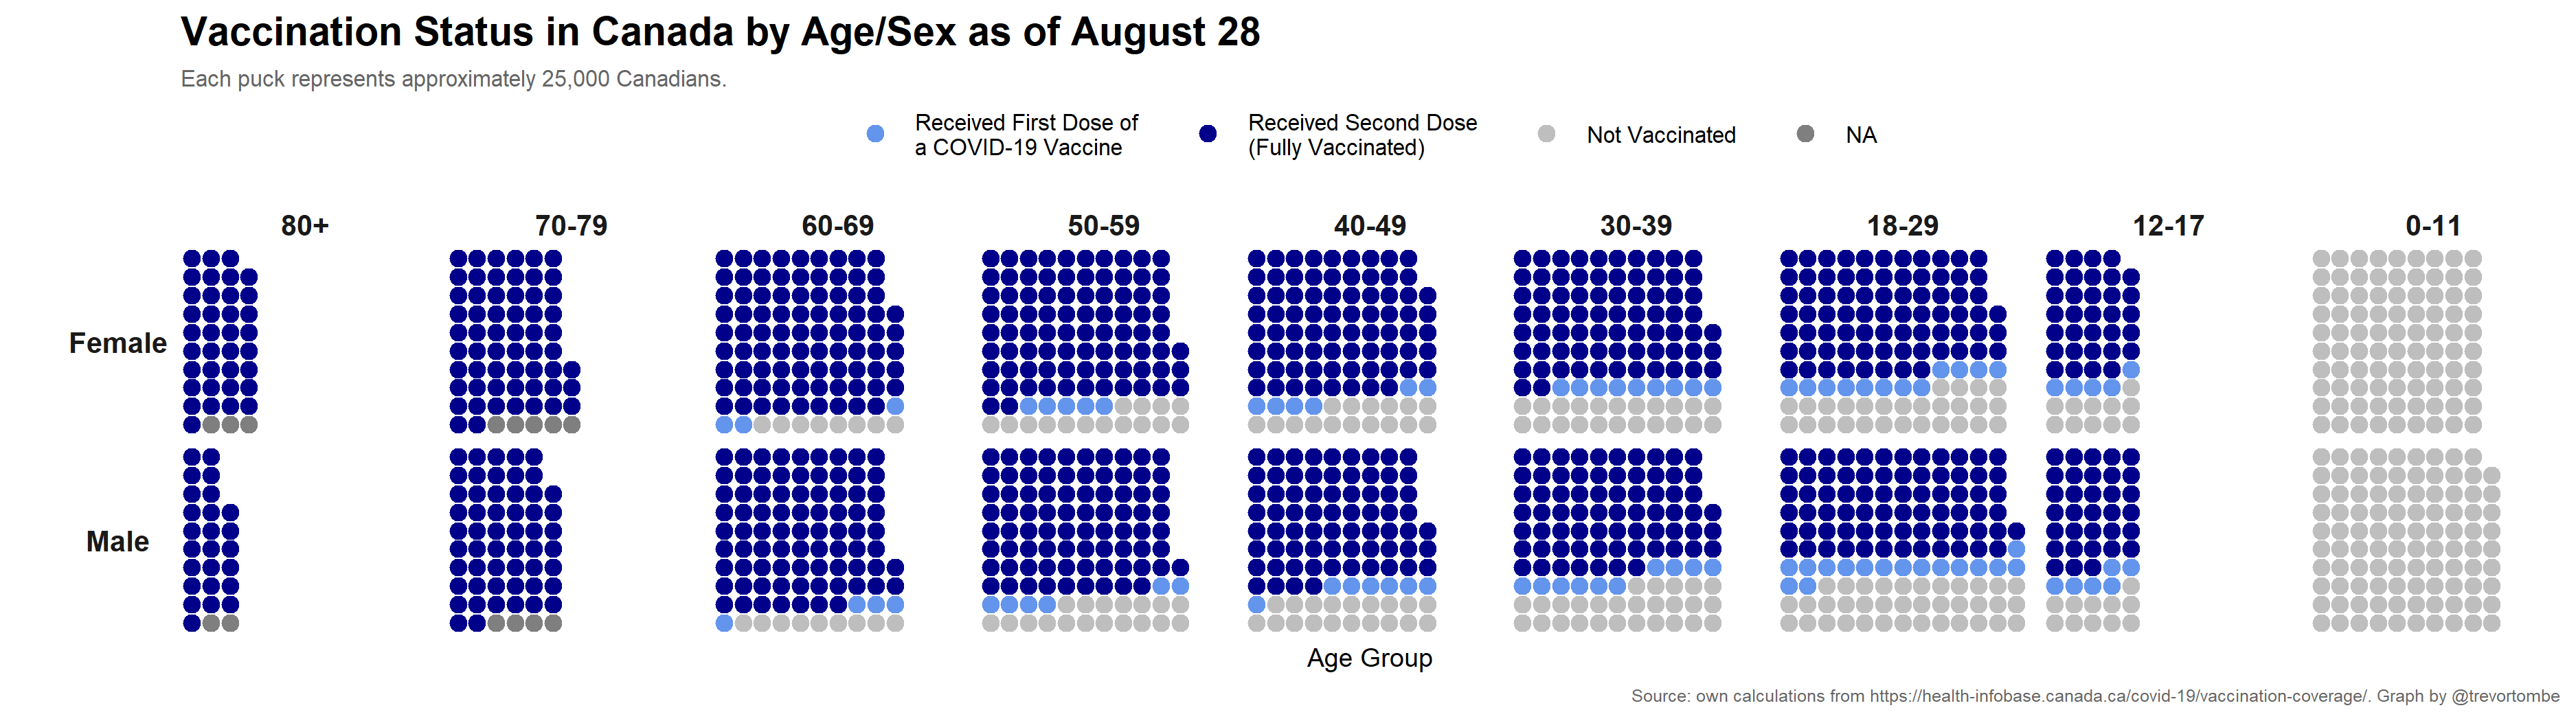 Vaccination Status in Canada by Age/Sex as of August 28
Each puck represents approximately 25,000 Canadians.
Received First Dose of
a COVID-19 Vaccine
Received Second Dose
(Fully Vaccinated)
Not Vaccinated
NA
80+ 70-79 60-69 50-59 40-49 30-39 18-29 12-17 0-11
Female
Male
Age Group
Source: own calculations from https://health-infobase.canada.ca/covid-19/vaccination-coverage/. Graph by @trevortombe